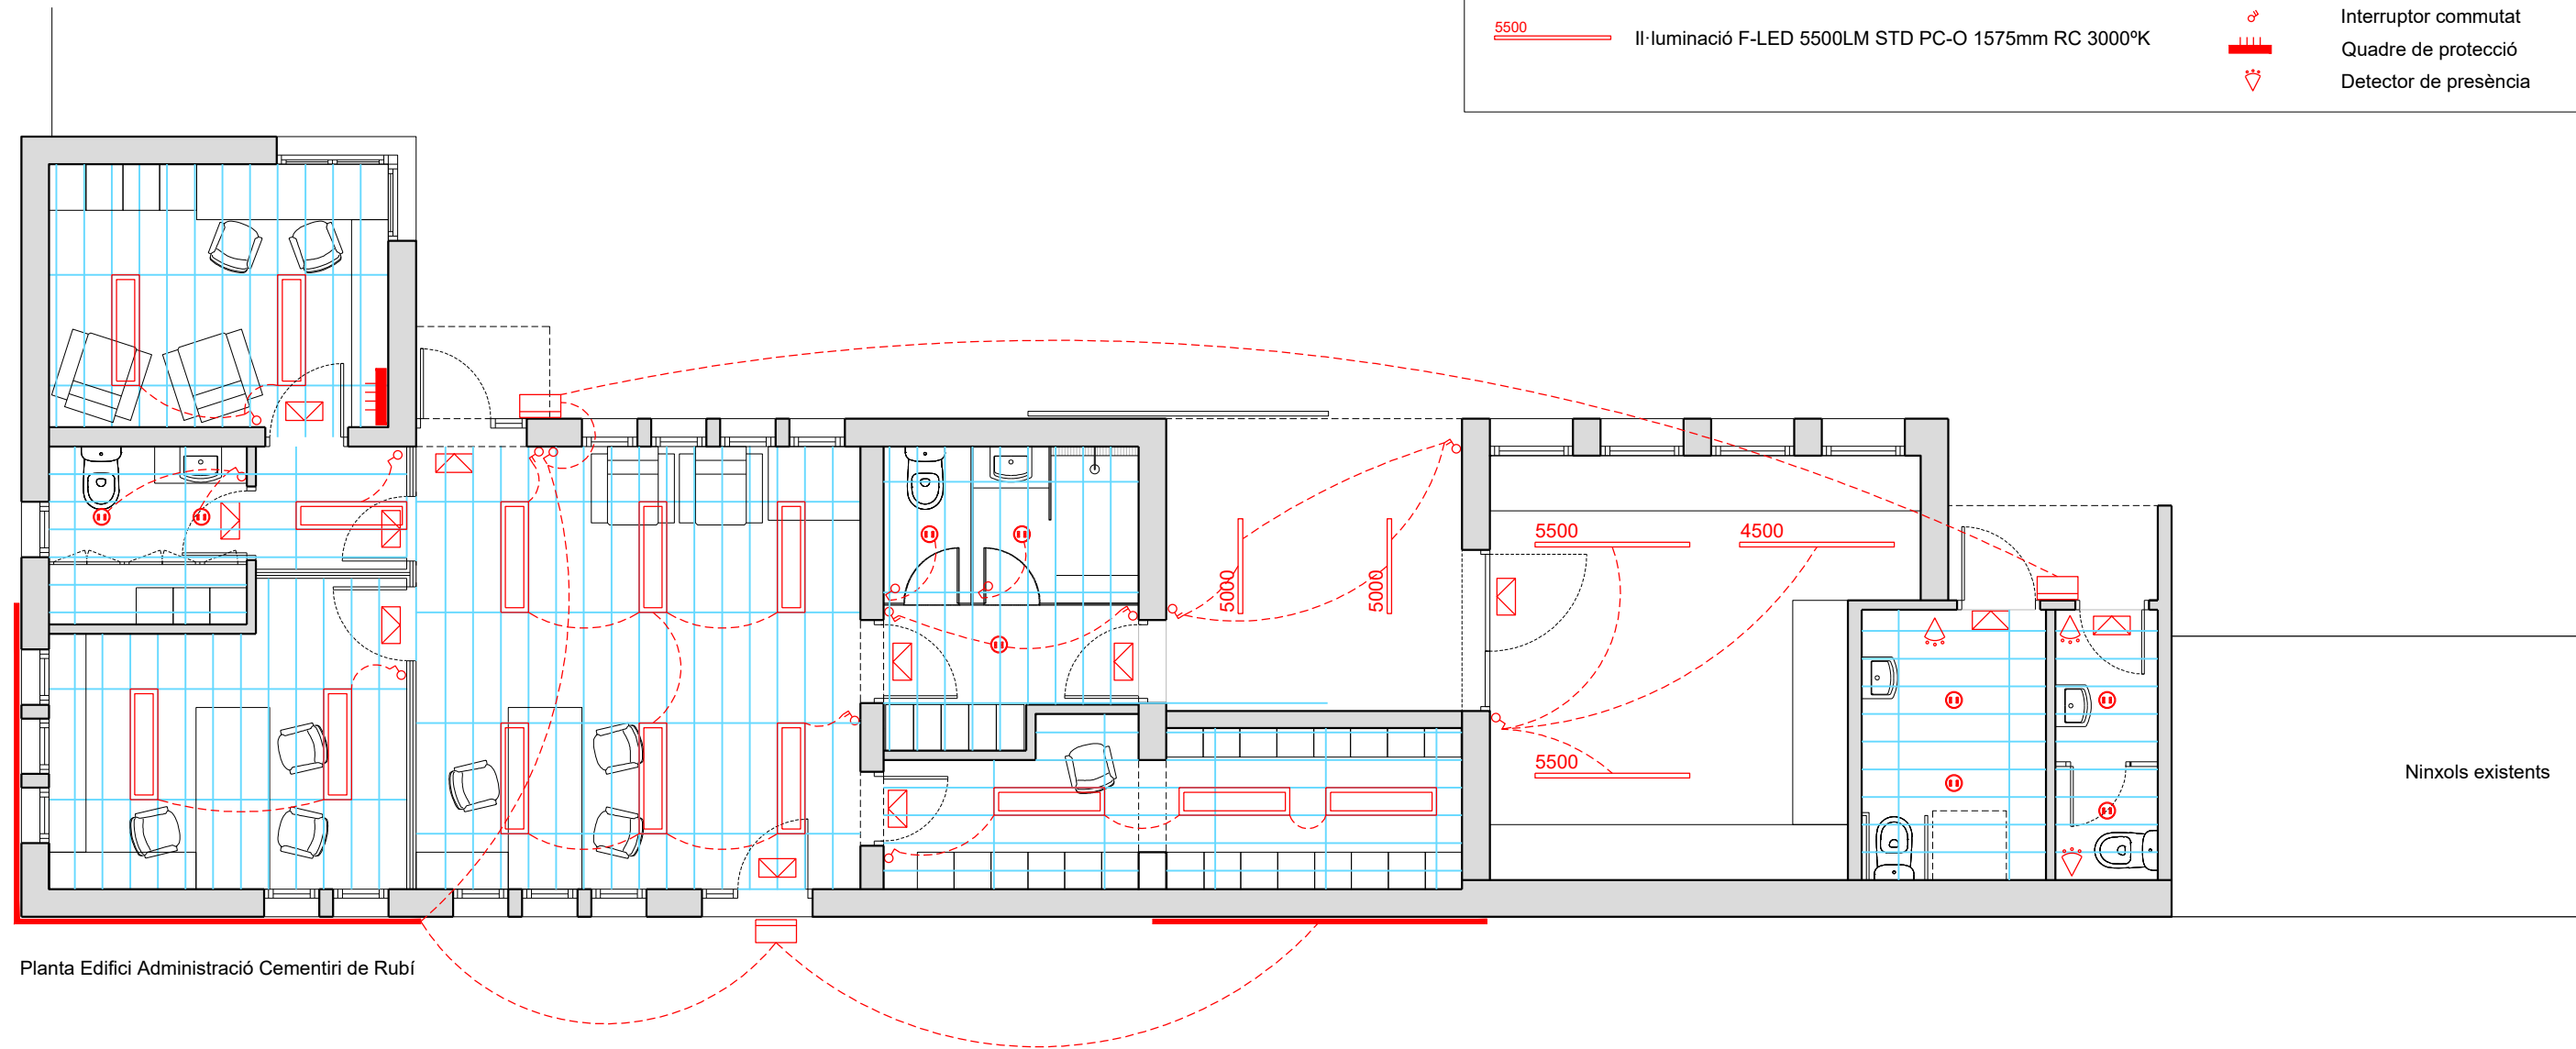 Interruptor commutat
5500
Il·luminació F-LED 5500LM STD PC-O 1575mm RC 3000ºK
Quadre de protecció
Detector de presència
5500
4500
5000
5000
5500
Ninxols existents
Planta Edifici Administració Cementiri de Rubí